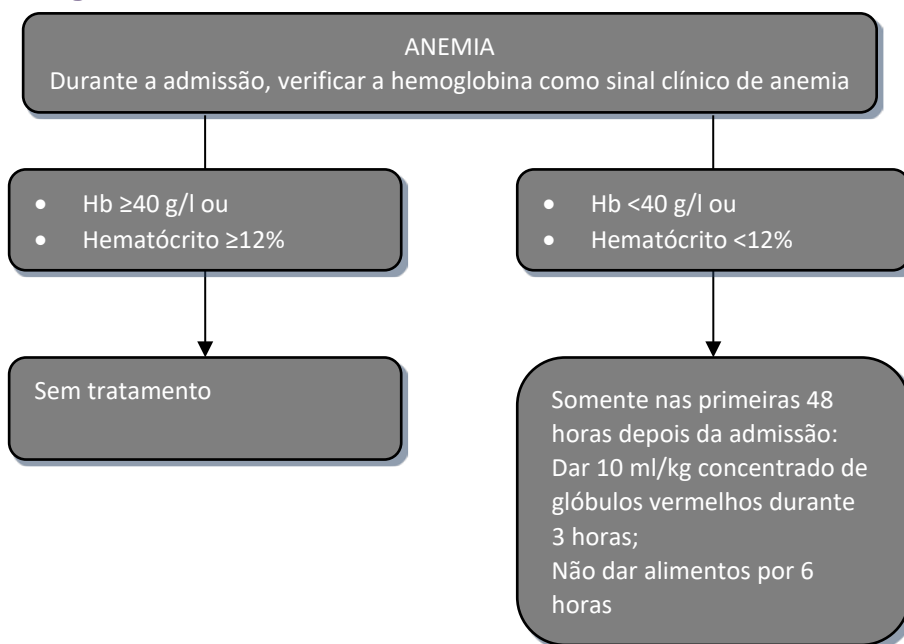 ANEMIA
Durante a admissão, verificar a hemoglobina como sinal clínico de anemia
• Hb ≥40 g/l ou
• Hematócrito ≥12%
• Hb <40 g/l ou
• Hematócrito <12%
Sem tratamento
Somente nas primeiras 48
horas depois da admissão:
Dar 10 ml/kg concentrado de
glóbulos vermelhos durante
3 horas;
Não dar alimentos por 6
horas